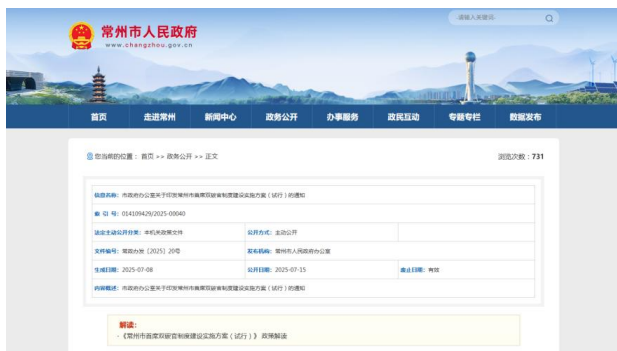 请输入关键词
常州市人民政府
www.changzhou.gov.cn
首页 走进常州 新闻中心 政务公开 办事服务 政民互动 专题专栏 数据发布
您当前的位置：首页 >> 政务公开 >> 正文 浏览次数：731
信息名称：市政府办公室关于印发常州市首席双碳官制度建设实施方案（试行）的通知
索 引 号：014109429/2025-00040
法定主动公开分类：本机关政策文件 公开方式：主动公开
文件编号：常政办发〔2025〕20号 发布机构：常州市人民政府办公室
生成日期：2025-07-08 公开日期：2025-07-15 废止日期：有效
内容概述：市政府办公室关于印发常州市首席双碳官制度建设实施方案（试行）的通知
解读：
·《常州市首席双碳官制度建设实施方案（试行）》政策解读